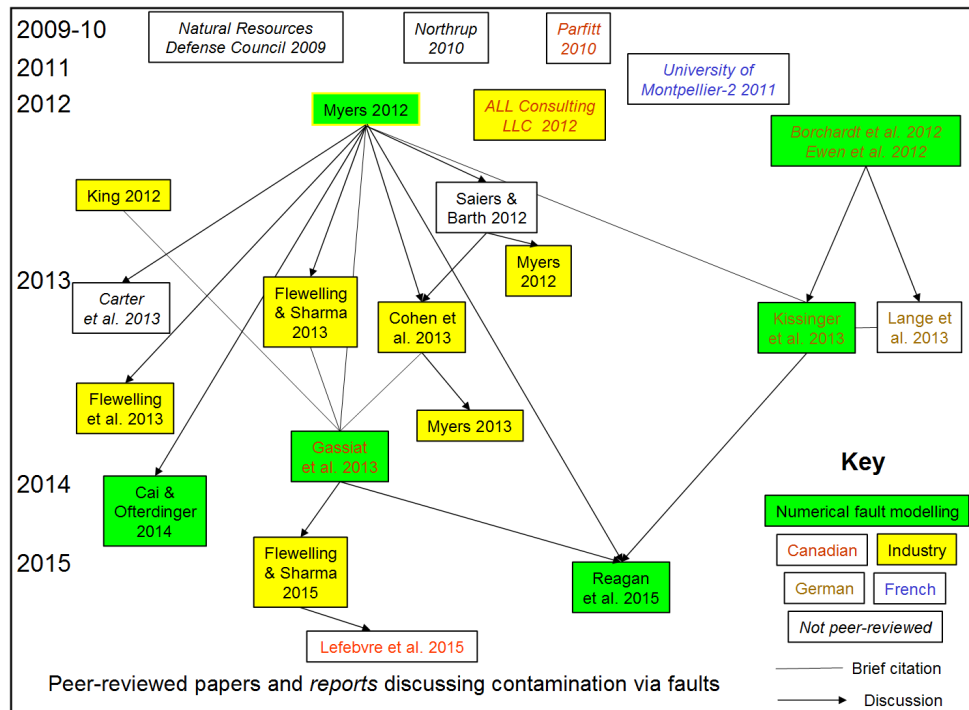 2009-10
Natural Resources
Defense Council 2009
Northrup
2010
Parfitt
2010
2011
University of
Montpellier-2 2011
2012
Myers 2012
ALL Consulting
LLC 2012
Borchardt et al. 2012
Ewen et al. 2012
King 2012
Saiers &
Barth 2012
Myers
2012
2013
Carter
et al. 2013
Flewelling
& Sharma
2013
Cohen et
al. 2013
Kissinger
et al. 2013
Lange et
al. 2013
Flewelling
et al. 2013
Myers 2013
Gassiat
et al. 2013
2014
Cai &
Ofterdinger
2014
2015
Flewelling
& Sharma
2015
Reagan
et al. 2015
Lefebvre et al. 2015
Key
Numerical fault modelling
Canadian
Industry
German
French
Not peer-reviewed
Brief citation
Discussion
Peer-reviewed papers and reports discussing contamination via faults